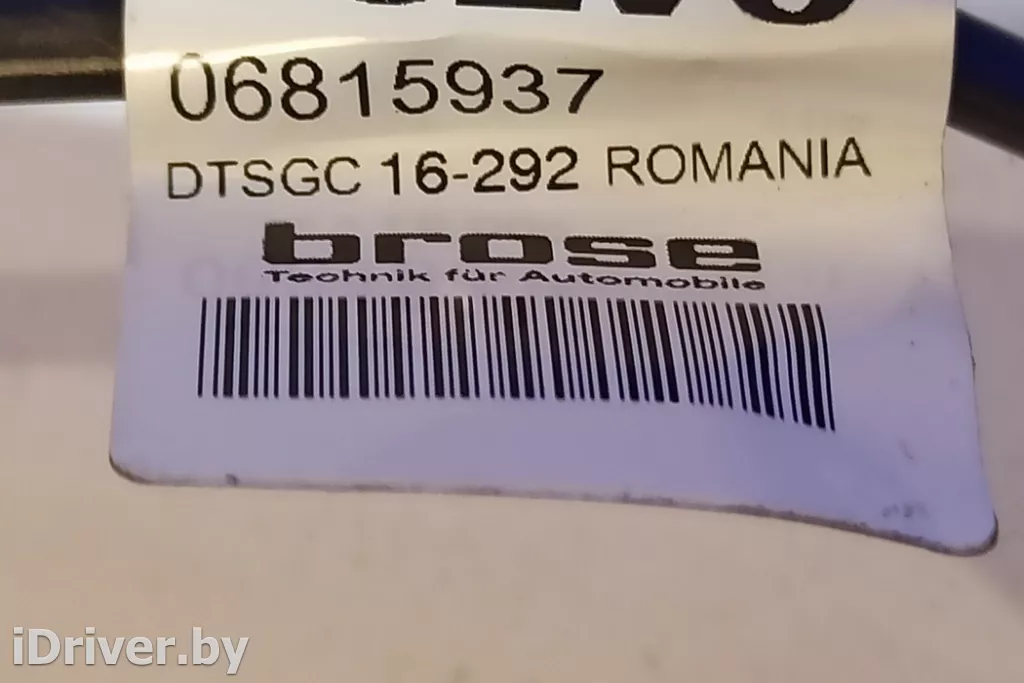 06815937
DTSGC 16-292 ROMANIA
brose
Technik für Automobile
iDriver.by